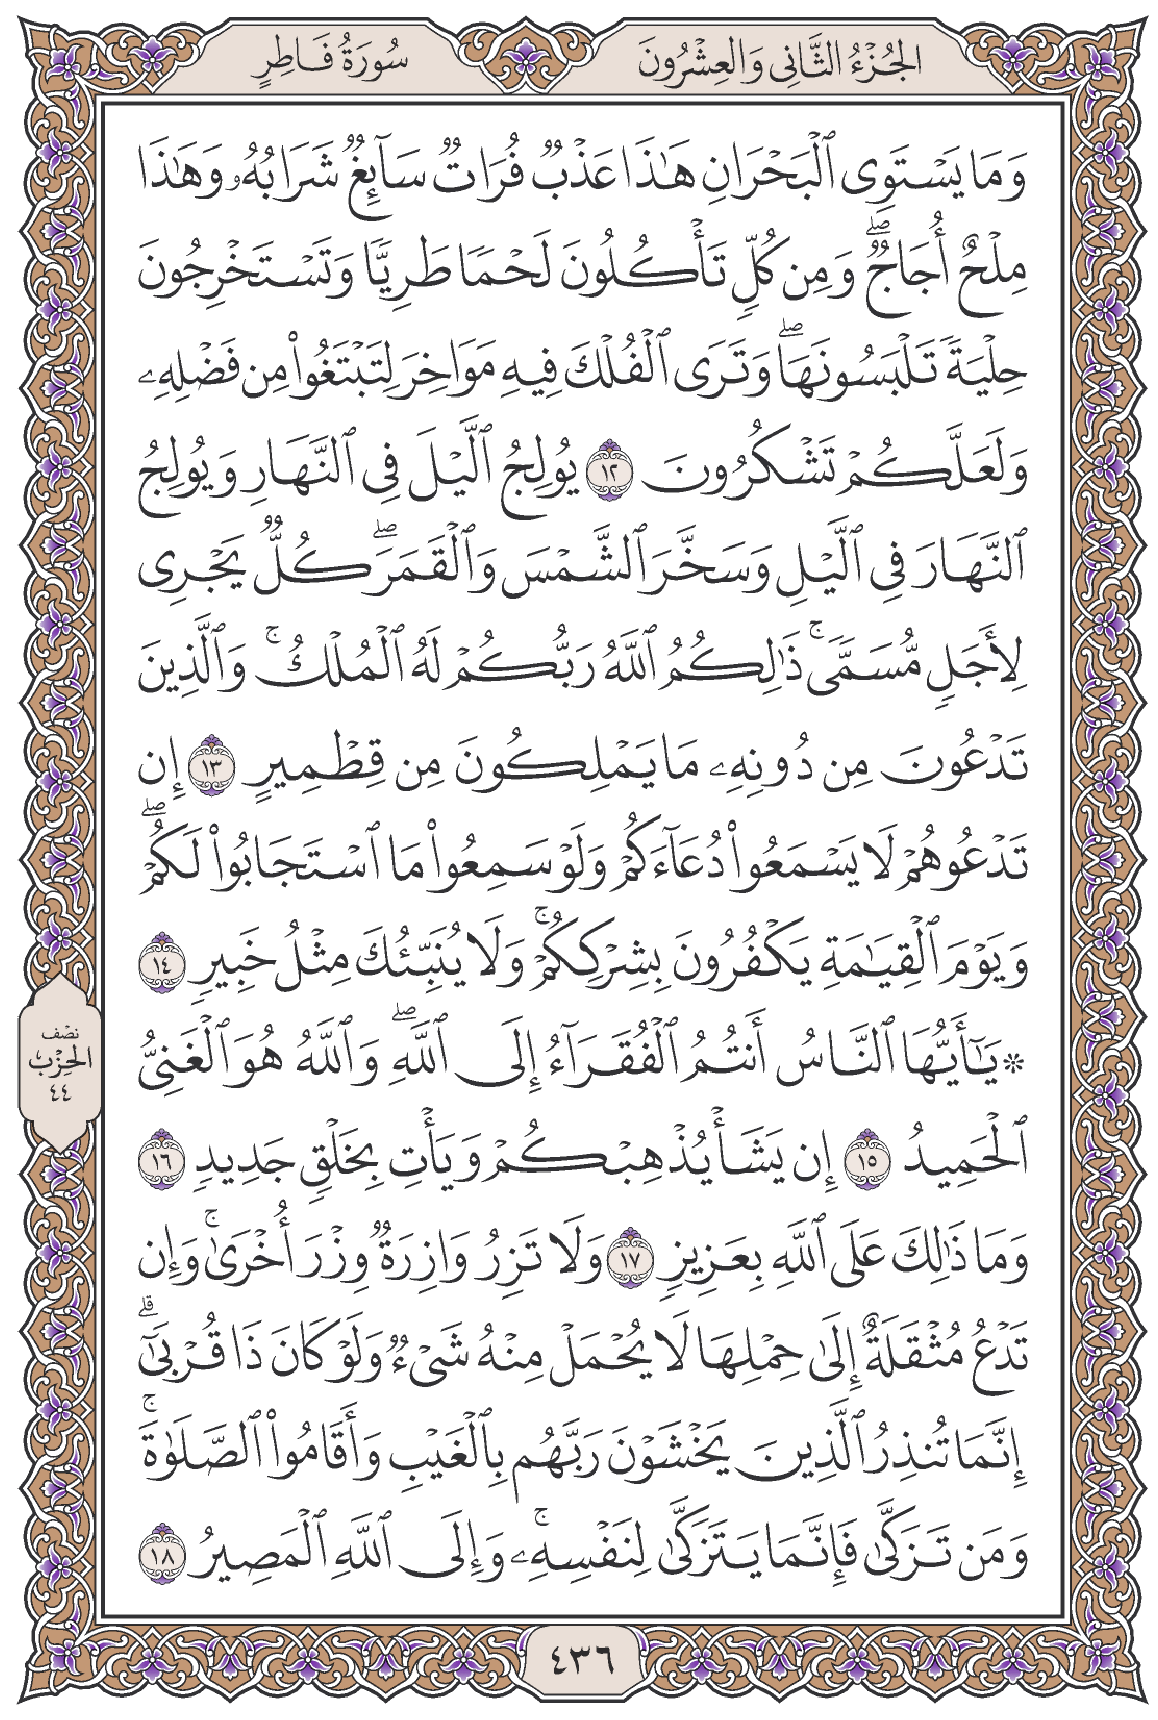 الجُزْءُ الثَّانِي وَالعِشْرُونَ
سُورَةُ فَاطِرٍ
وَمَا يَسْتَوِى ٱلْبَحْرَانِ هَٰذَا عَذْبٌ فُرَاتٌ سَآئِغٌ شَرَابُهُۥ وَهَٰذَا
مِلْحٌ أُجَاجٌ ۖ وَمِن كُلٍّ تَأْكُلُونَ لَحْمًا طَرِيًّا وَتَسْتَخْرِجُونَ
حِلْيَةً تَلْبَسُونَهَا ۖ وَتَرَى ٱلْفُلْكَ فِيهِ مَوَاخِرَ لِتَبْتَغُوا۟ مِن فَضْلِهِۦ
وَلَعَلَّكُمْ تَشْكُرُونَ ١٢ يُولِجُ ٱلَّيْلَ فِى ٱلنَّهَارِ وَيُولِجُ
ٱلنَّهَارَ فِى ٱلَّيْلِ وَسَخَّرَ ٱلشَّمْسَ وَٱلْقَمَرَ ۖ كُلٌّ يَجْرِى
لِأَجَلٍ مُّسَمًّى ۚ ذَٰلِكُمُ ٱللَّهُ رَبُّكُمْ لَهُ ٱلْمُلْكُ ۚ وَٱلَّذِينَ
تَدْعُونَ مِن دُونِهِۦ مَا يَمْلِكُونَ مِن قِطْمِيرٍ ١٣ إِن
تَدْعُوهُمْ لَا يَسْمَعُوا۟ دُعَآءَكُمْ وَلَوْ سَمِعُوا۟ مَا ٱسْتَجَابُوا۟ لَكُمْ ۖ
وَيَوْمَ ٱلْقِيَٰمَةِ يَكْفُرُونَ بِشِرْكِكُمْ ۚ وَلَا يُنَبِّئُكَ مِثْلُ خَبِيرٍ ١٤
۞ يَٰٓأَيُّهَا ٱلنَّاسُ أَنتُمُ ٱلْفُقَرَآءُ إِلَى ٱللَّهِ ۖ وَٱللَّهُ هُوَ ٱلْغَنِىُّ
ٱلْحَمِيدُ ١٥ إِن يَشَأْ يُذْهِبْكُمْ وَيَأْتِ بِخَلْقٍ جَدِيدٍ ١٦
وَمَا ذَٰلِكَ عَلَى ٱللَّهِ بِعَزِيزٍ ١٧ وَلَا تَزِرُ وَازِرَةٌ وِزْرَ أُخْرَىٰ ۚ وَإِن
تَدْعُ مُثْقَلَةٌ إِلَىٰ حِمْلِهَا لَا يُحْمَلْ مِنْهُ شَىْءٌ وَلَوْ كَانَ ذَا قُرْبَىٰٓ ۗ
إِنَّمَا تُنذِرُ ٱلَّذِينَ يَخْشَوْنَ رَبَّهُم بِٱلْغَيْبِ وَأَقَامُوا۟ ٱلصَّلَوٰةَ ۚ
وَمَن تَزَكَّىٰ فَإِنَّمَا يَتَزَكَّىٰ لِنَفْسِهِۦ ۚ وَإِلَى ٱللَّهِ ٱلْمَصِيرُ ١٨
نصف
الحزب
٤٤
٤٣٦